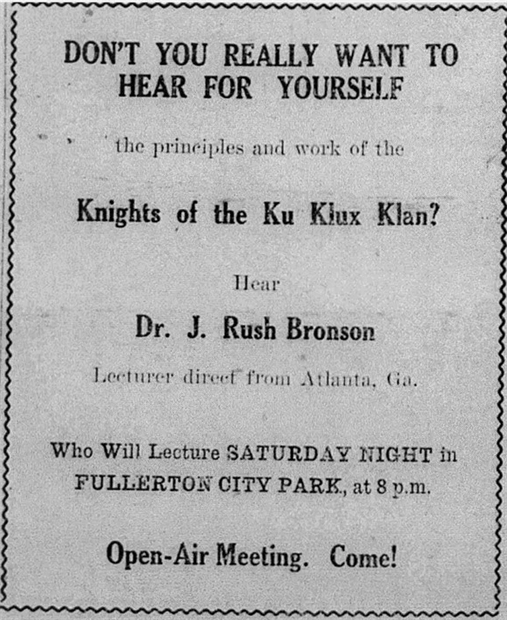 DON'T YOU REALLY WANT TO
HEAR FOR YOURSELF
the principles and work of the
Knights of the Ku Klux Klan?
Hear
Dr. J. Rush Bronson
Lecturer direct from Atlanta, Ga.
Who Will Lecture SATURDAY NIGHT in
FULLERTON CITY PARK, at 8 p.m.
Open-Air Meeting. Come!